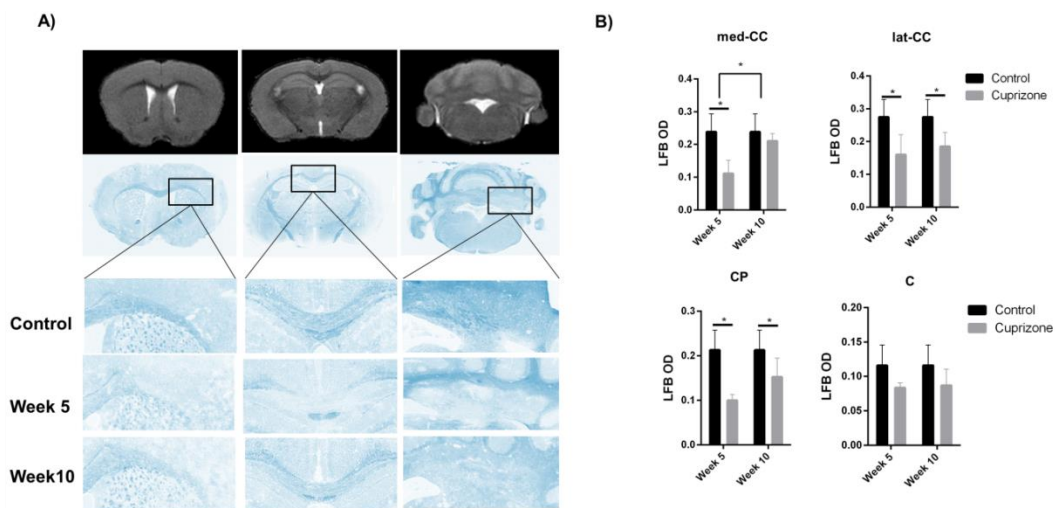 A)
Control
Week 5
Week10
B)
med-CC
LFB OD
0.4
0.3
0.2
0.1
0.0
*
*
Week 5
Week 10
lat-CC
LFB OD
0.4
0.3
0.2
0.1
0.0
*
*
Week 5
Week 10
Control
Cuprizone
CP
LFB OD
0.3
0.2
0.1
0.0
*
*
Week 5
Week 10
C
LFB OD
0.20
0.15
0.10
0.05
0.00
Week 5
Week 10
Control
Cuprizone